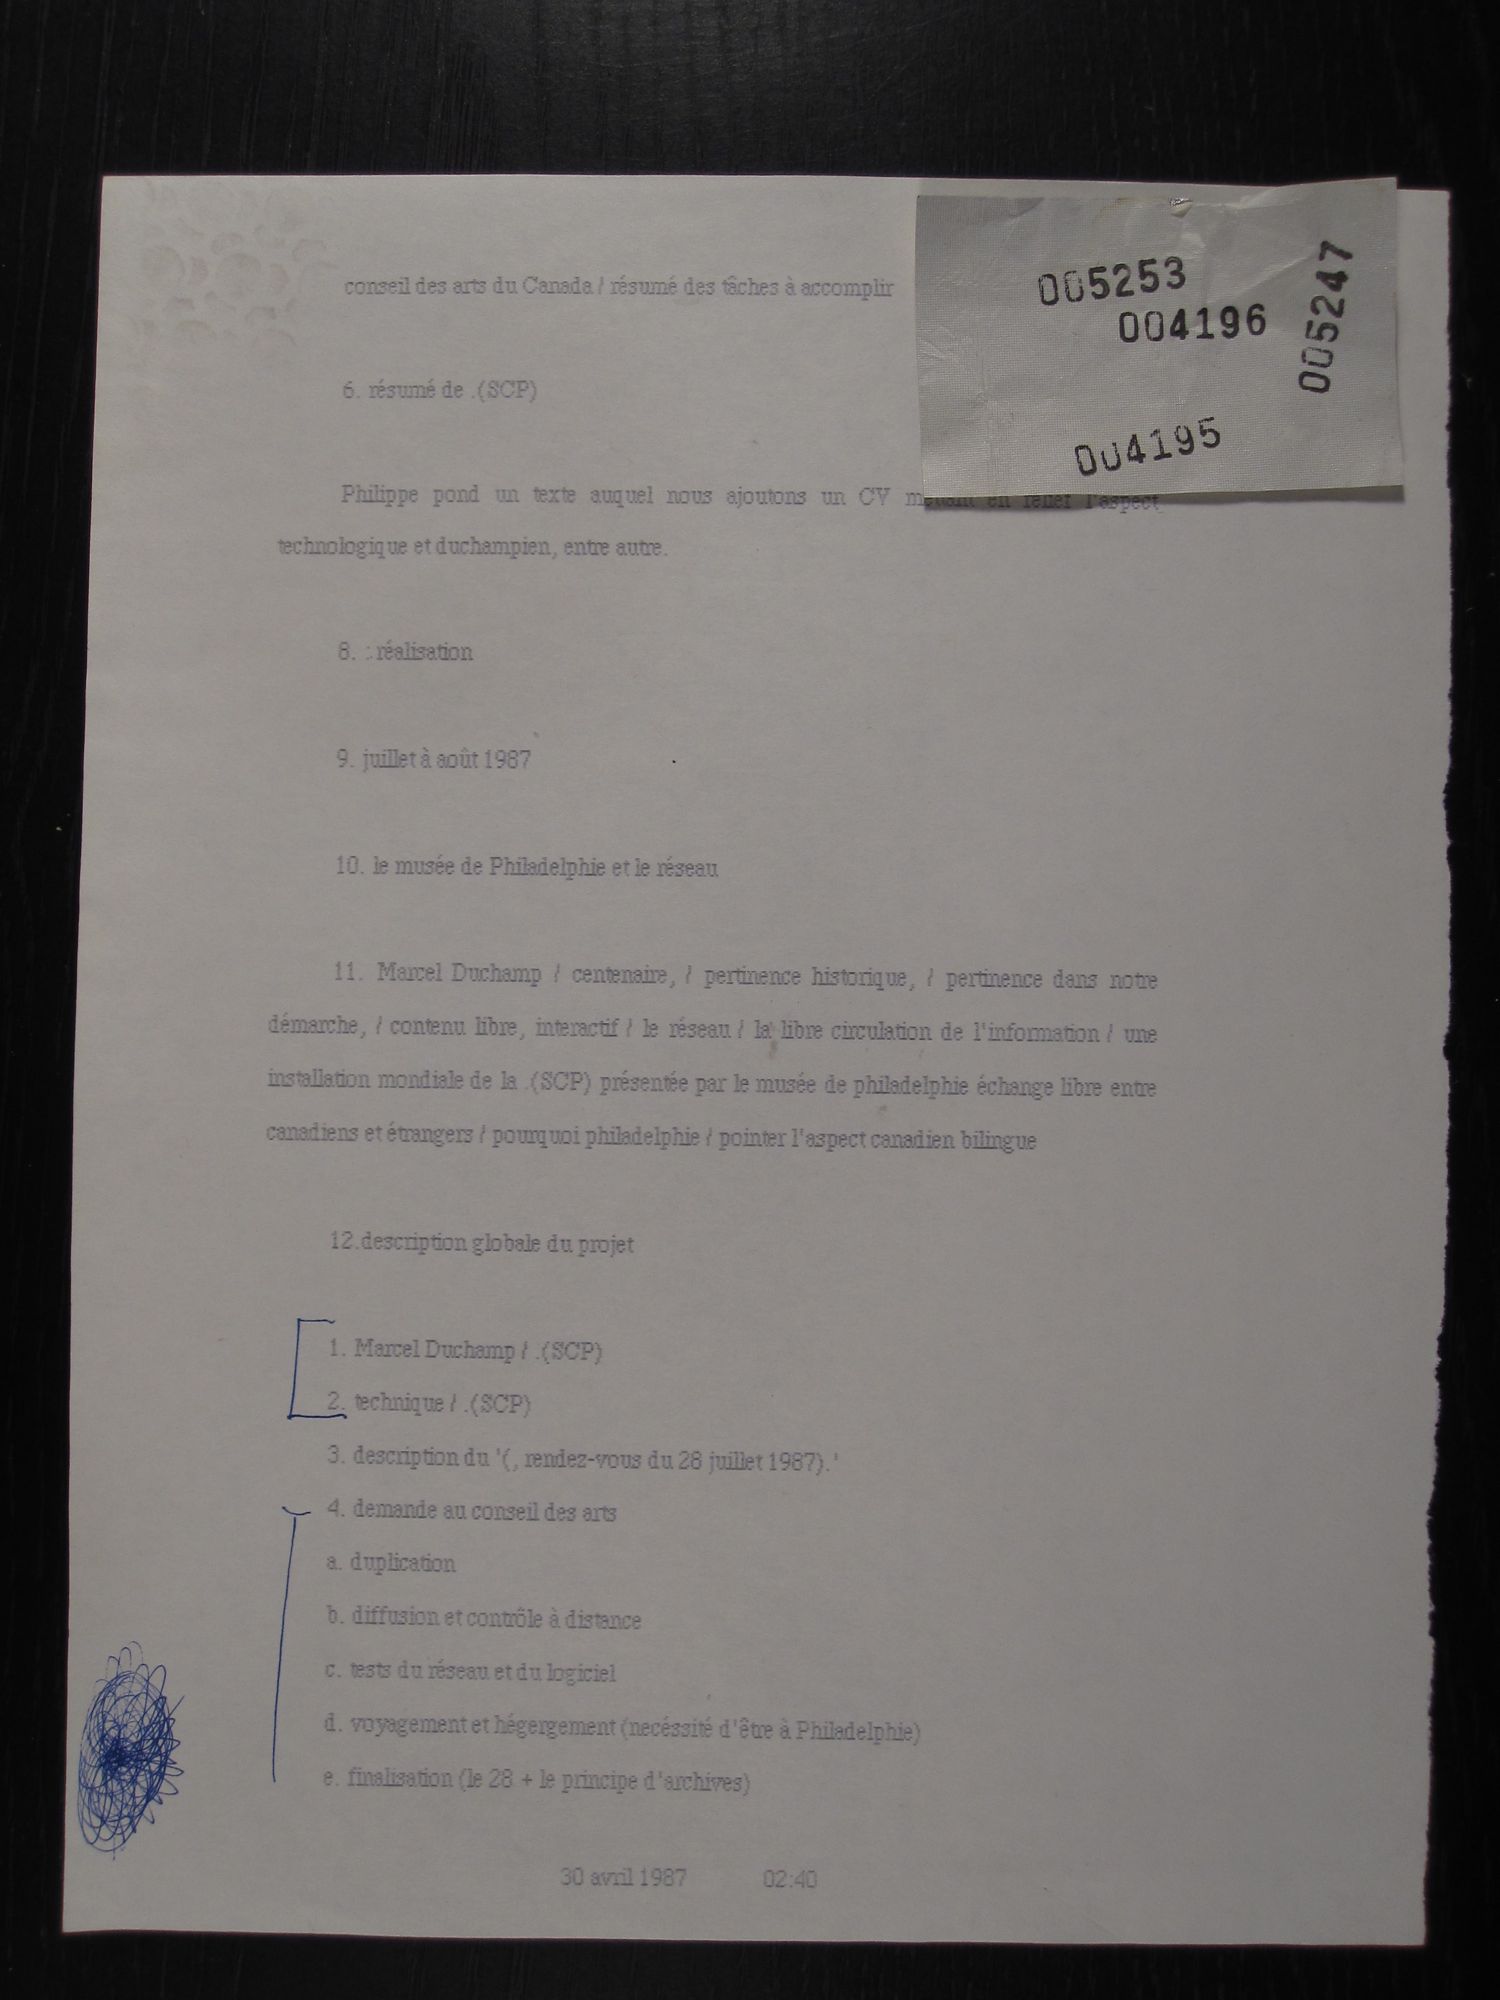 conseil des arts du Canada / résumé des tâches à accomplir
005253
004196
005247
004195
6. résumé de .(SCP)
Philippe pond un texte auquel nous ajoutons un CV mettant en relief l'aspect
technologique et duchampien, entre autre.
8. : réalisation
9. juillet à août 1987
10. le musée de Philadelphie et le réseau
11. Marcel Duchamp / centenaire, / pertinence historique, / pertinence dans notre
démarche, / contenu libre, interactif / le réseau / la libre circulation de l'information / une
installation mondiale de la .(SCP) présentée par le musée de philadelphie échange libre entre
canadiens et étrangers / pourquoi philadelphie / pointer l'aspect canadien bilingue
12.description globale du projet
1. Marcel Duchamp / .(SCP)
2. technique / .(SCP)
3. description du '(, rendez-vous du 28 juillet 1987).'
4. demande au conseil des arts
a. duplication
b. diffusion et contrôle à distance
c. tests du réseau et du logiciel
d. voyagement et hégergement (necéssité d'être à Philadelphie)
e. finalisation (le 28 + le principe d'archives)
30 avril 1987 02:40